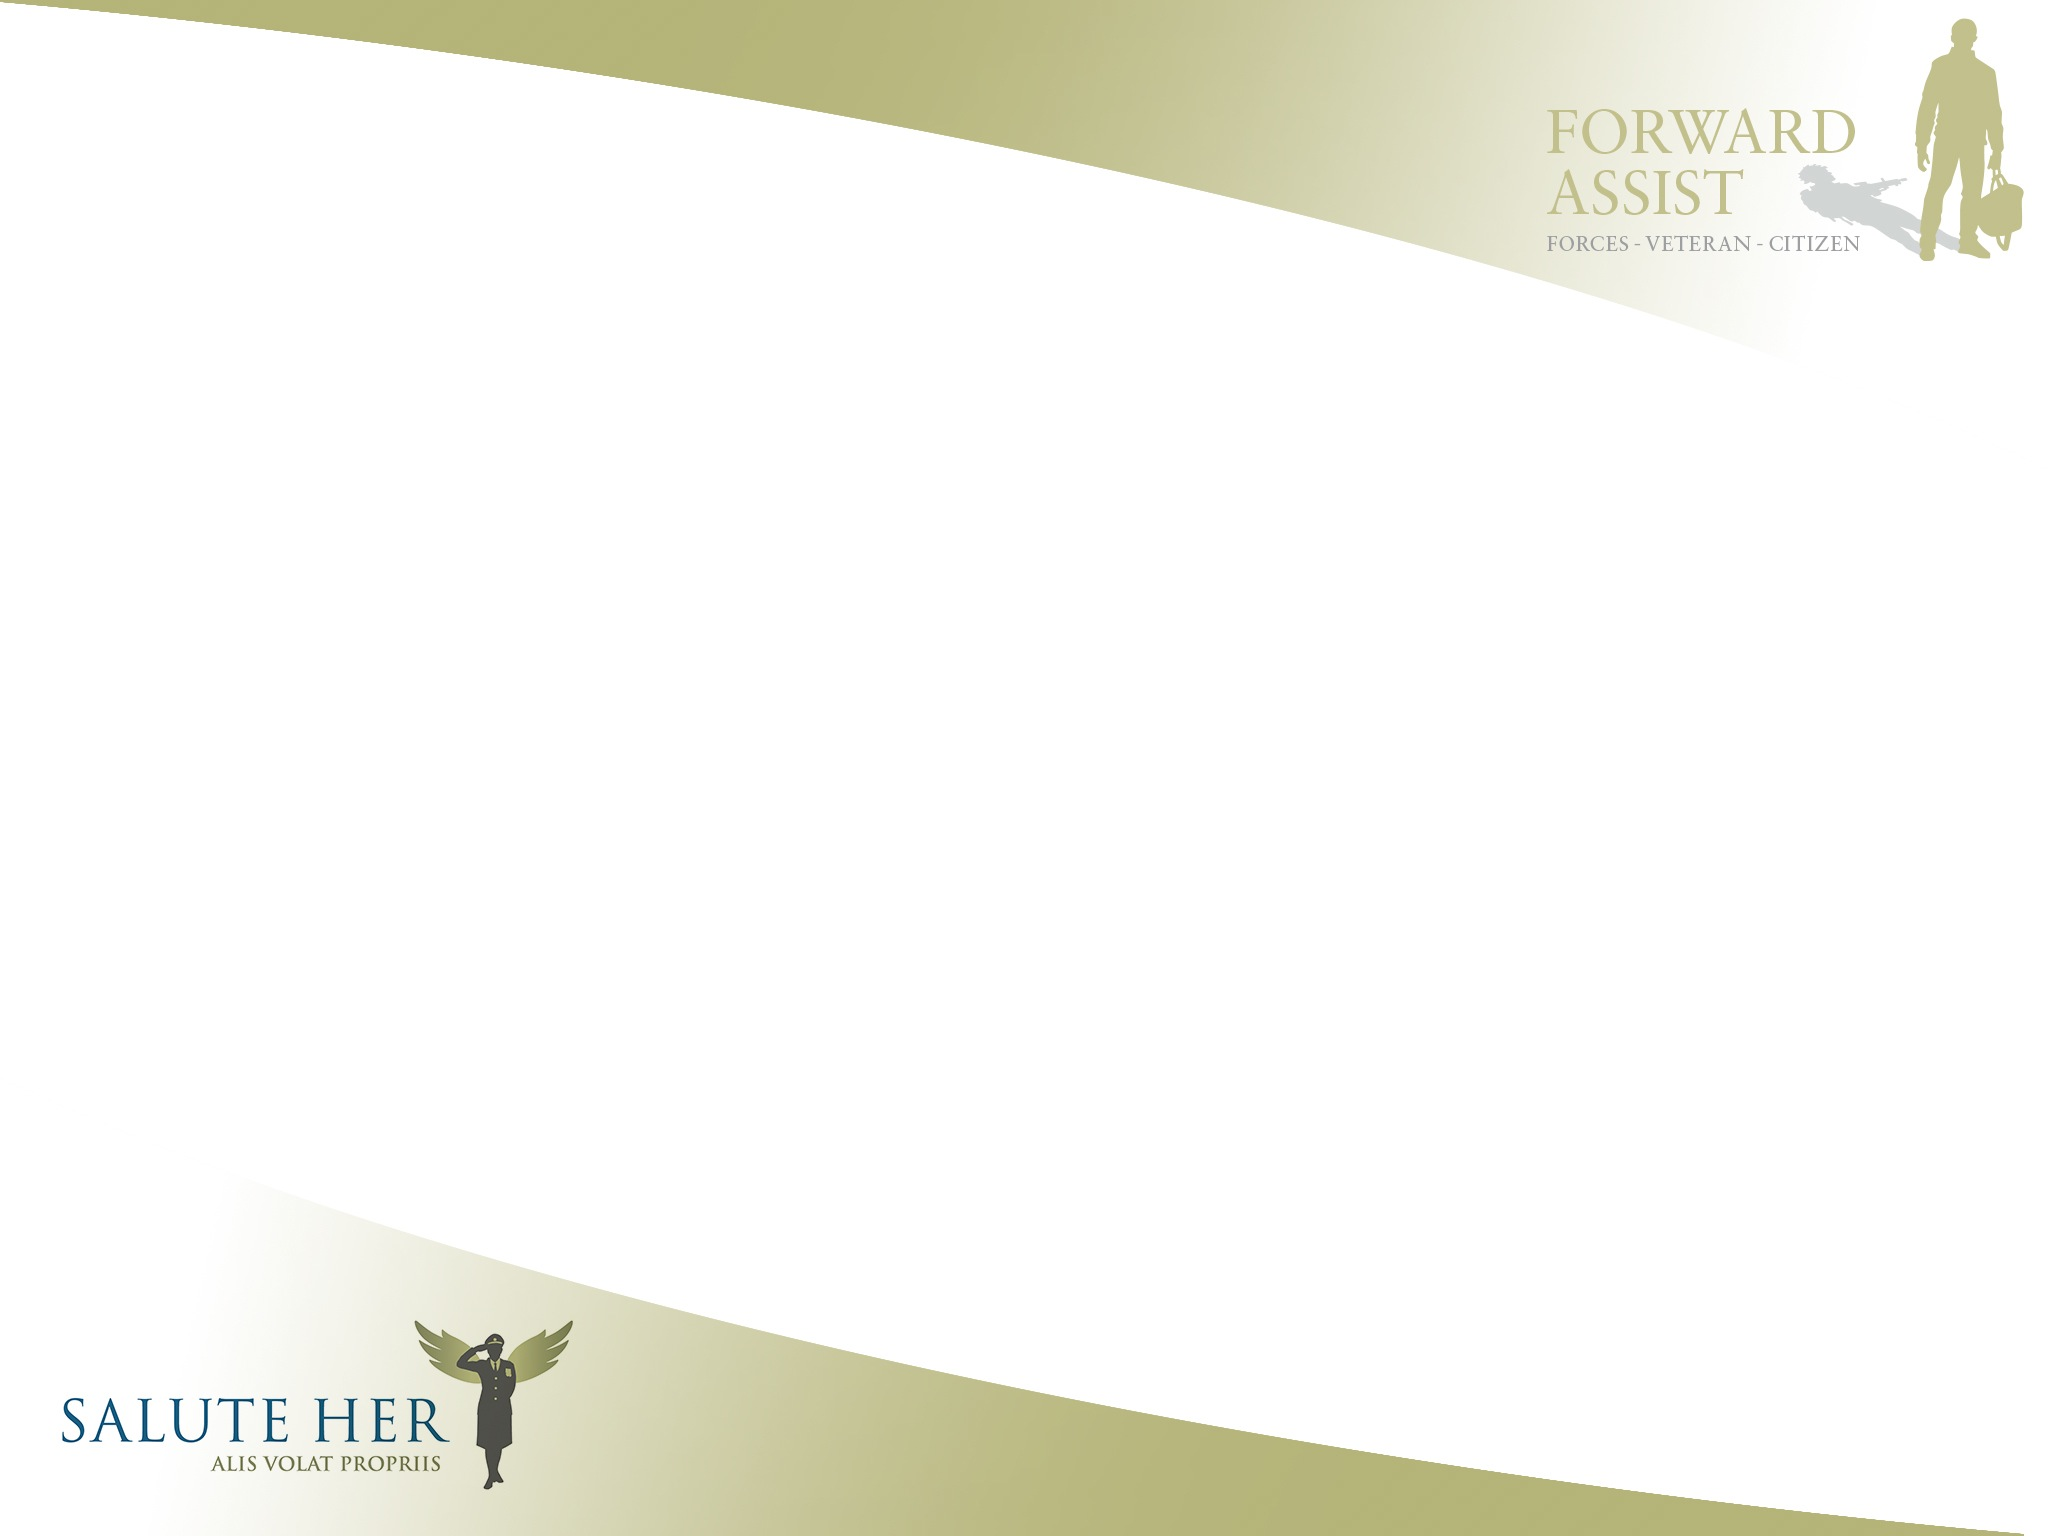 FORWARD
ASSIST
FORCES - VETERAN - CITIZEN
SALUTE HER
ALIS VOLAT PROPRIIS